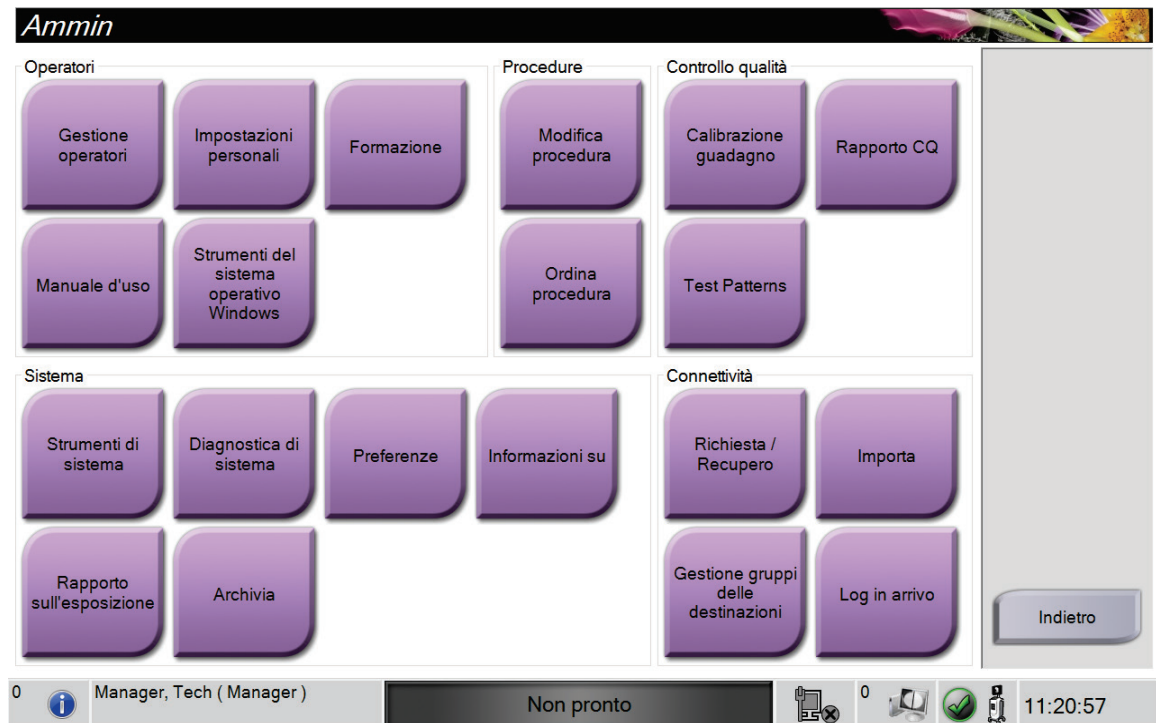 Ammin
Operatori
Gestione
operatori
Impostazioni
personali
Formazione
Manuale d'uso
Strumenti del
sistema
operativo
Windows
Procedure
Modifica
procedura
Ordina
procedura
Controllo qualità
Calibrazione
guadagno
Rapporto CQ
Test Patterns
Sistema
Strumenti di
sistema
Diagnostica di
sistema
Preferenze
Informazioni su
Rapporto
sull'esposizione
Archivia
Connettività
Richiesta /
Recupero
Importa
Gestione gruppi
delle
destinazioni
Log in arrivo
Indietro
0
Manager, Tech ( Manager )
Non pronto
0
11:20:57